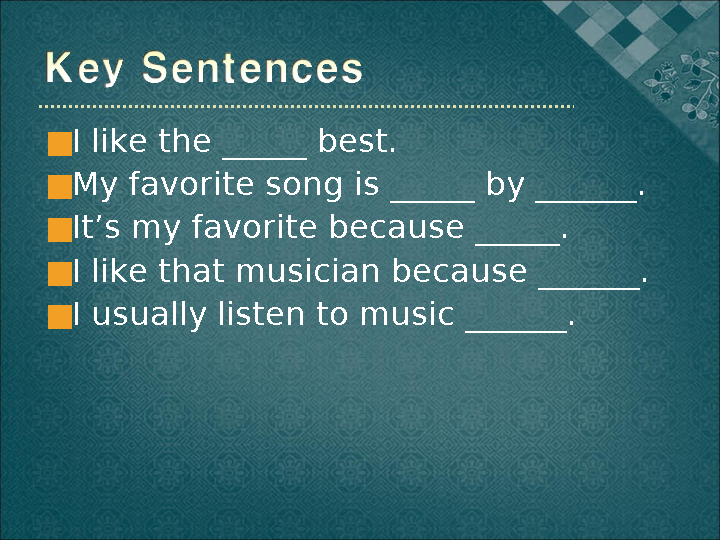 Key Sentences
■I like the _____ best.
■My favorite song is _____ by ______.
■It’s my favorite because _____.
■I like that musician because ______.
■I usually listen to music ______.